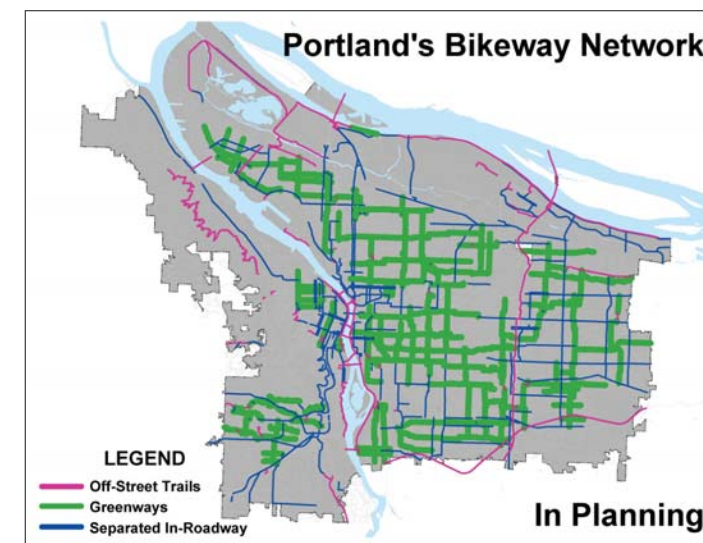 Portland's Bikeway Network
LEGEND
Off-Street Trails
Greenways
Separated In-Roadway
In Planning